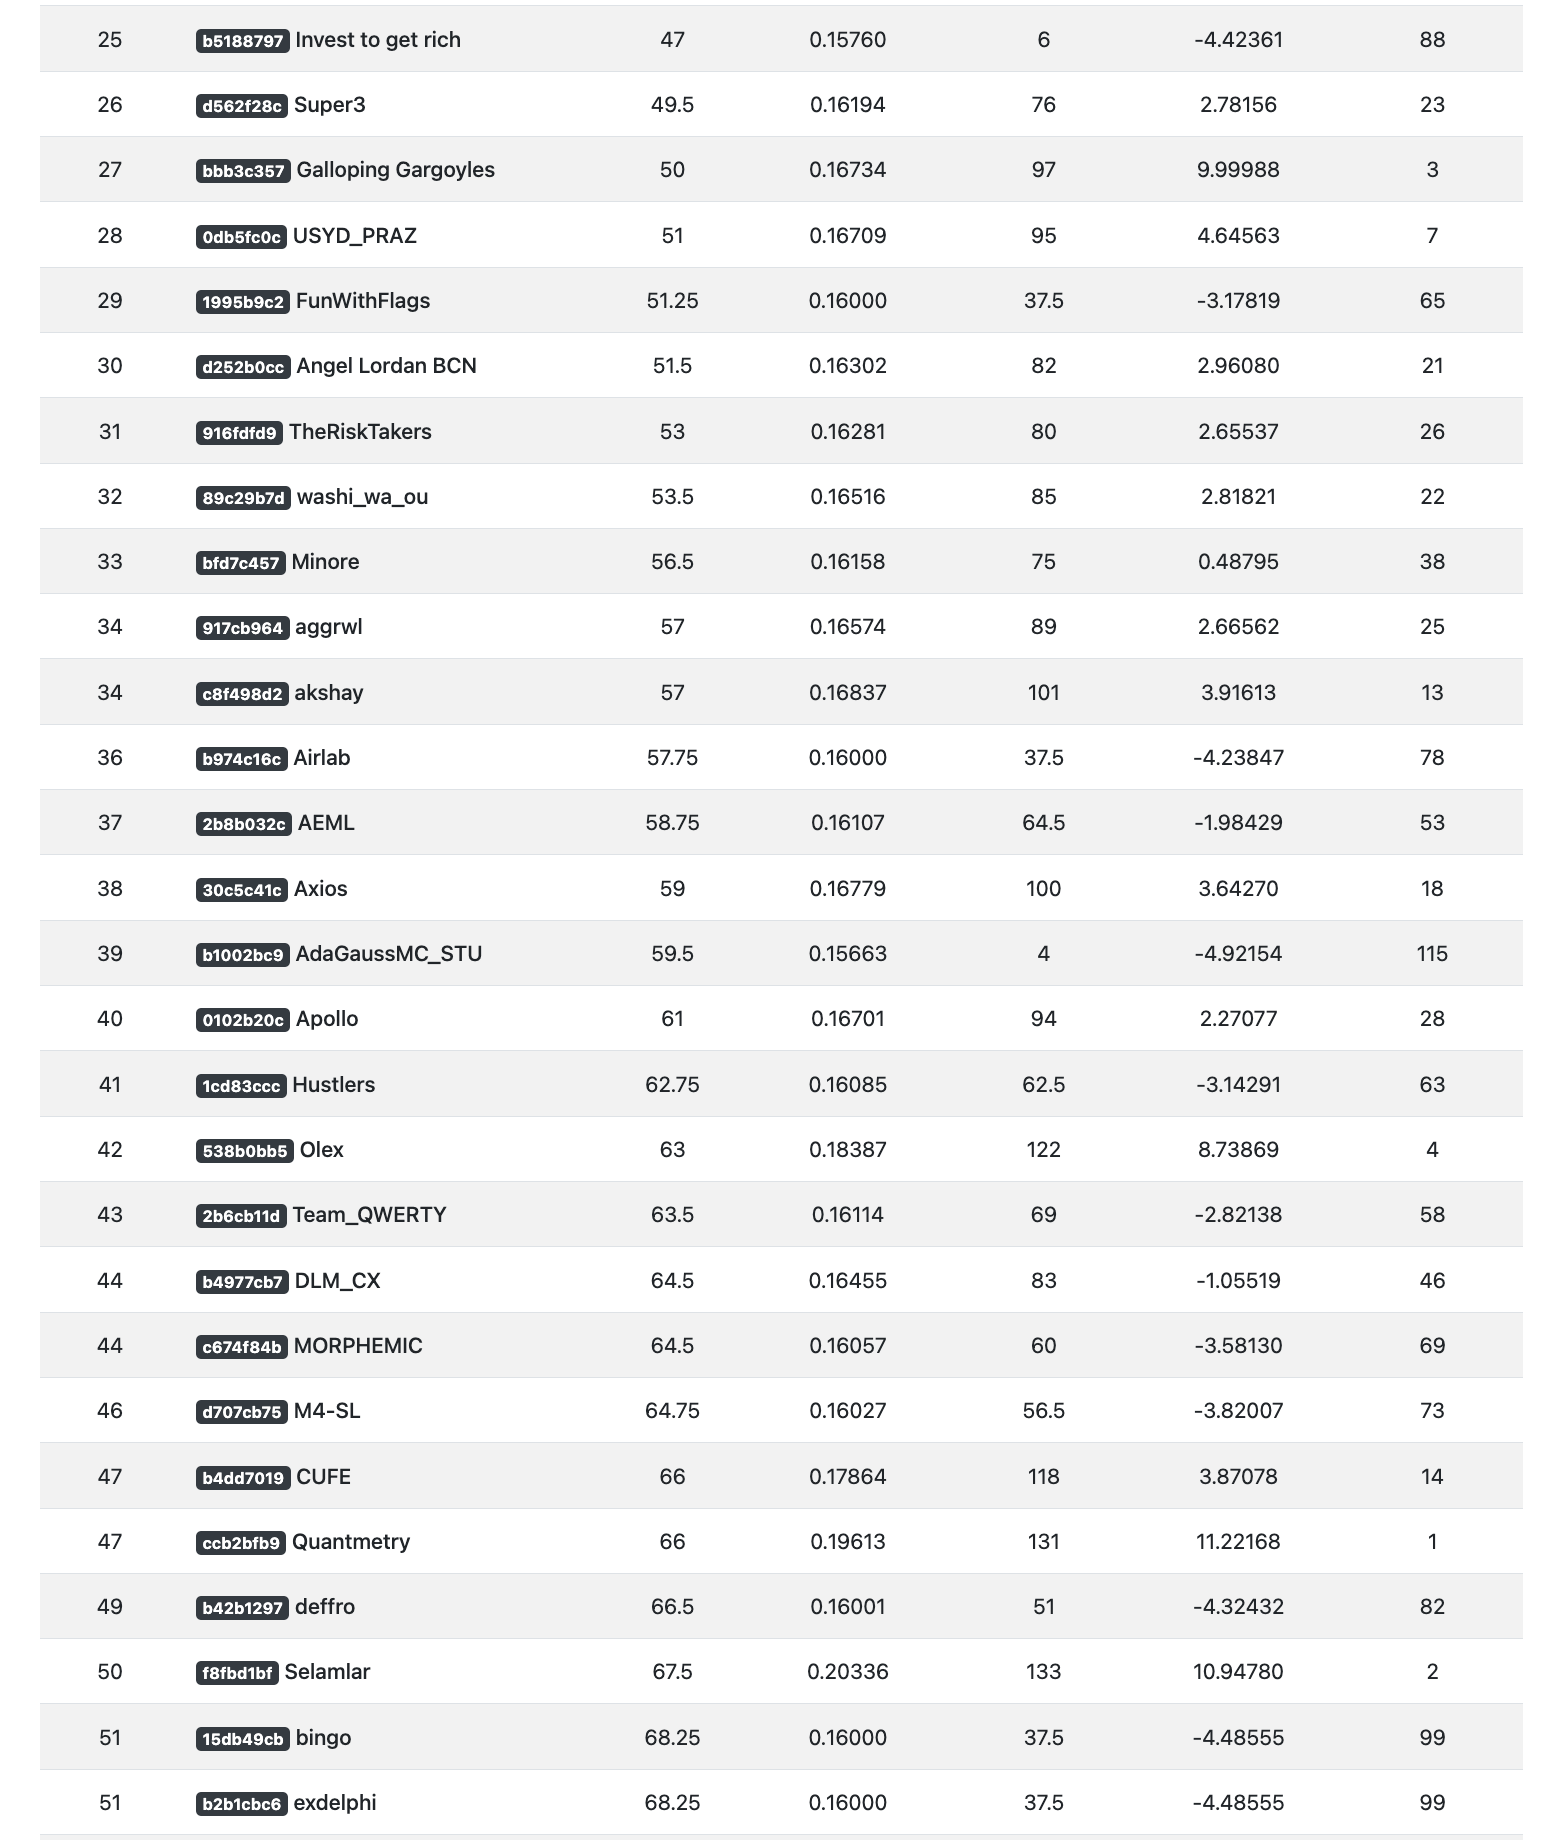 25 b5188797 Invest to get rich 47 0.15760 6 -4.42361 88
26 d562f28c Super3 49.5 0.16194 76 2.78156 23
27 bbb3c357 Galloping Gargoyles 50 0.16734 97 9.99988 3
28 0db5fc0c USYD_PRAZ 51 0.16709 95 4.64563 7
29 1995b9c2 FunWithFlags 51.25 0.16000 37.5 -3.17819 65
30 d252b0cc Angel Lordan BCN 51.5 0.16302 82 2.96080 21
31 916fdfd9 TheRiskTakers 53 0.16281 80 2.65537 26
32 89c29b7d washi_wa_ou 53.5 0.16516 85 2.81821 22
33 bfd7c457 Minore 56.5 0.16158 75 0.48795 38
34 917cb964 aggrwl 57 0.16574 89 2.66562 25
34 c8f498d2 akshay 57 0.16837 101 3.91613 13
36 b974c16c Airlab 57.75 0.16000 37.5 -4.23847 78
37 2b8b032c AEML 58.75 0.16107 64.5 -1.98429 53
38 30c5c41c Axios 59 0.16779 100 3.64270 18
39 b1002bc9 AdaGaussMC_STU 59.5 0.15663 4 -4.92154 115
40 0102b20c Apollo 61 0.16701 94 2.27077 28
41 1cd83ccc Hustlers 62.75 0.16085 62.5 -3.14291 63
42 538b0bb5 Olex 63 0.18387 122 8.73869 4
43 2b6cb11d Team_QWERTY 63.5 0.16114 69 -2.82138 58
44 b4977cb7 DLM_CX 64.5 0.16455 83 -1.05519 46
44 c674f84b MORPHEMIC 64.5 0.16057 60 -3.58130 69
46 d707cb75 M4-SL 64.75 0.16027 56.5 -3.82007 73
47 b4dd7019 CUFE 66 0.17864 118 3.87078 14
47 ccb2bfb9 Quantmetry 66 0.19613 131 11.22168 1
49 b42b1297 deffro 66.5 0.16001 51 -4.32432 82
50 f8fbd1bf Selamlar 67.5 0.20336 133 10.94780 2
51 15db49cb bingo 68.25 0.16000 37.5 -4.48555 99
51 b2b1cbc6 exdelphi 68.25 0.16000 37.5 -4.48555 99